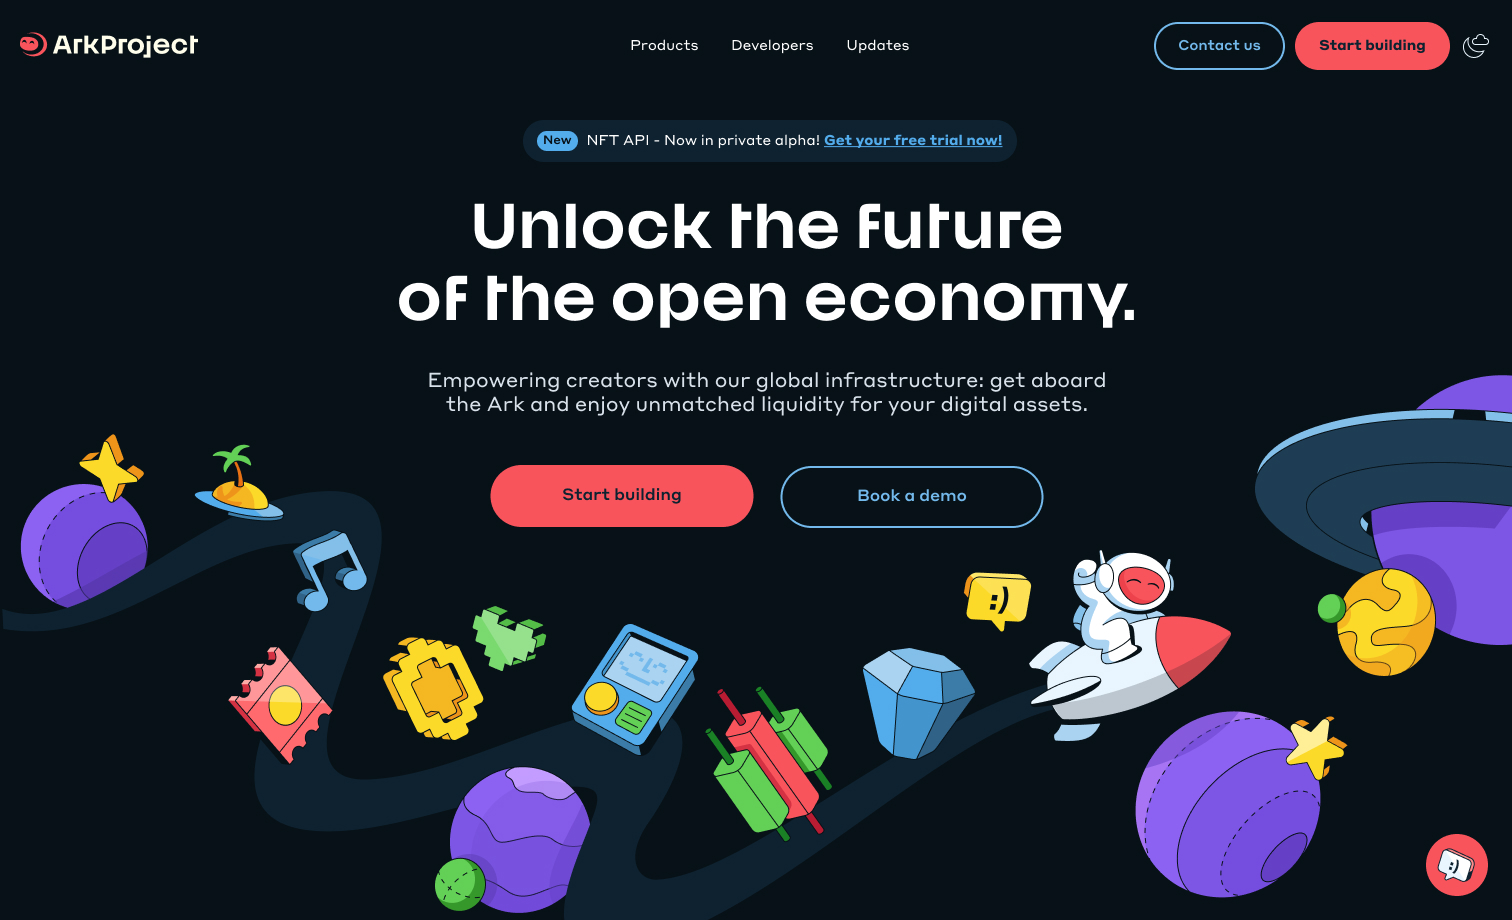 ArkProject
Products
Developers
Updates
Contact us
Start building
New NFT API - Now in private alpha! Get your free trial now!
Unlock the future
of the open economy.
Empowering creators with our global infrastructure: get aboard
the Ark and enjoy unmatched liquidity for your digital assets.
Start building
Book a demo
:)
:)